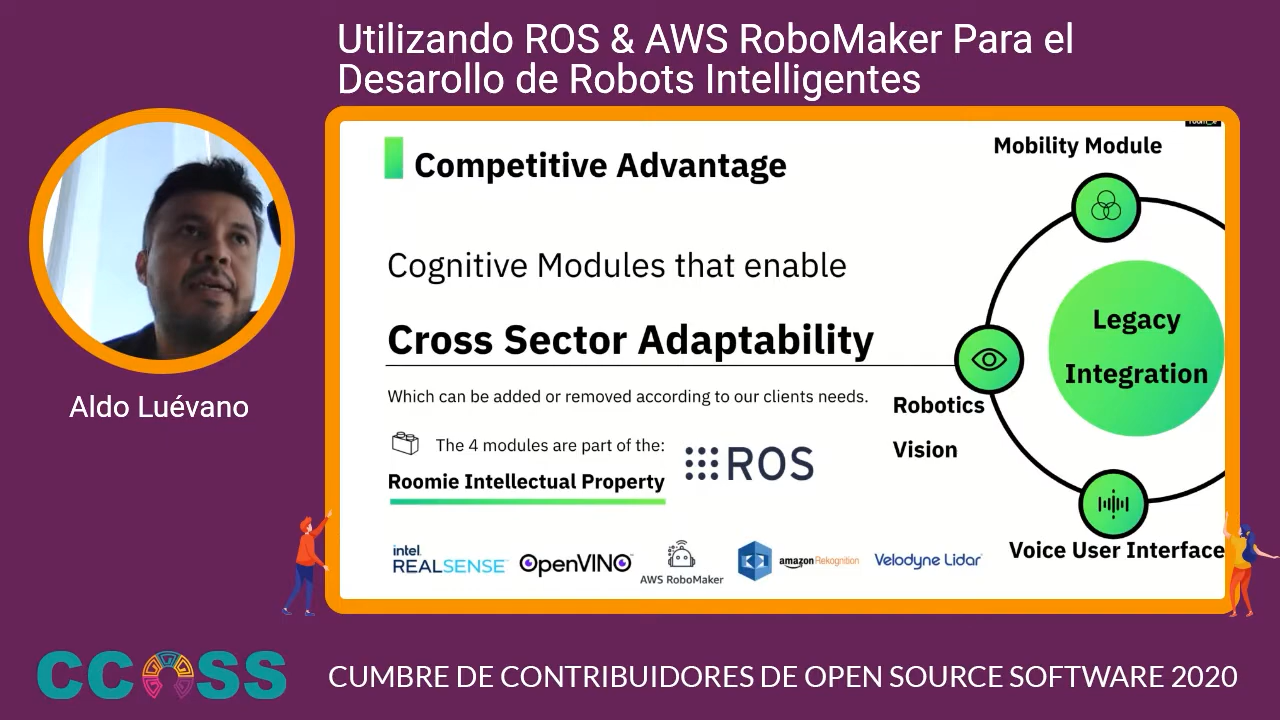 Utilizando ROS & AWS RoboMaker Para el
Desarollo de Robots Intelligentes
Aldo Luévano
Competitive Advantage
Cognitive Modules that enable
Cross Sector Adaptability
Which can be added or removed according to our clients needs.
The 4 modules are part of the:
Roomie Intellectual Property
ROS
intel
REALSENSE
OpenVINO
AWS RoboMaker
amazon Rekognition
Velodyne Lidar
Mobility Module
Legacy
Integration
Robotics
Vision
Voice User Interface
CCOSS
CUMBRE DE CONTRIBUIDORES DE OPEN SOURCE SOFTWARE 2020